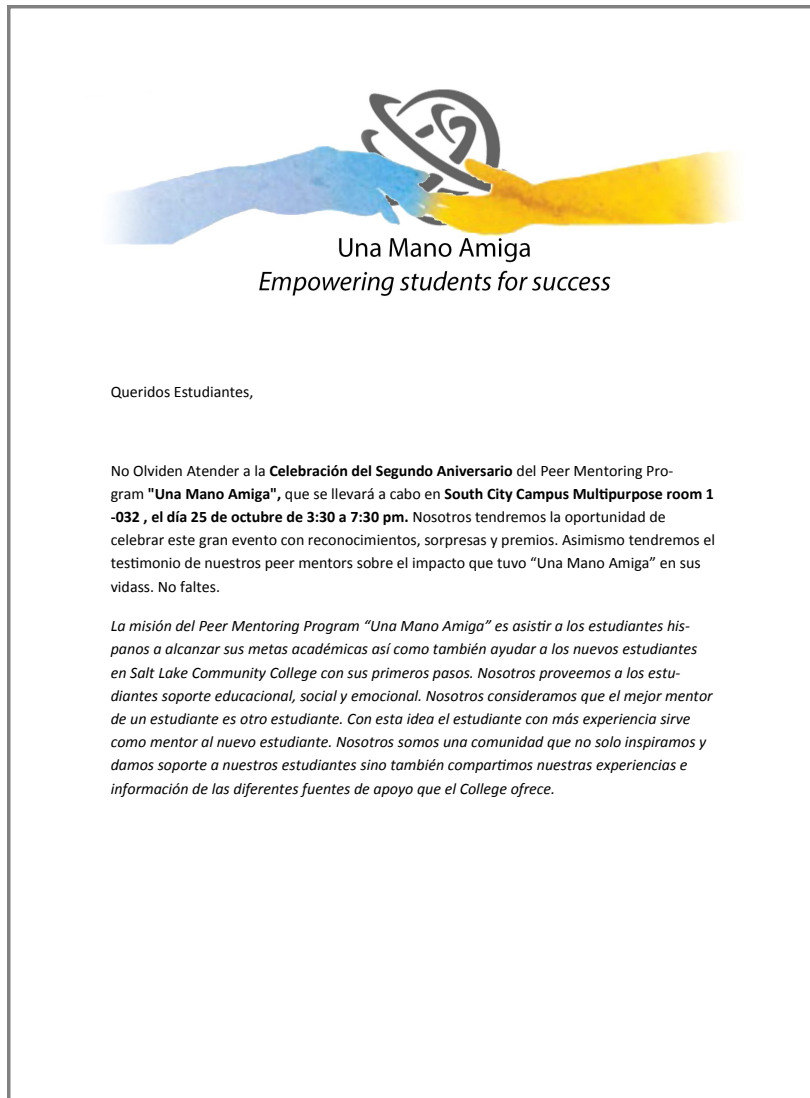 Una Mano Amiga
Empowering students for success
Queridos Estudiantes,
No Olviden Atender a la Celebración del Segundo Aniversario del Peer Mentoring Pro-
gram "Una Mano Amiga", que se llevará a cabo en South City Campus Multipurpose room 1
-032 , el día 25 de octubre de 3:30 a 7:30 pm. Nosotros tendremos la oportunidad de
celebrar este gran evento con reconocimientos, sorpresas y premios. Asimismo tendremos el
testimonio de nuestros peer mentors sobre el impacto que tuvo “Una Mano Amiga” en sus
vidass. No faltes.
La misión del Peer Mentoring Program “Una Mano Amiga” es asistir a los estudiantes his-
panos a alcanzar sus metas académicas así como también ayudar a los nuevos estudiantes
en Salt Lake Community College con sus primeros pasos. Nosotros proveemos a los estu-
diantes soporte educacional, social y emocional. Nosotros consideramos que el mejor mentor
de un estudiante es otro estudiante. Con esta idea el estudiante con más experiencia sirve
como mentor al nuevo estudiante. Nosotros somos una comunidad que no solo inspiramos y
damos soporte a nuestros estudiantes sino también compartimos nuestras experiencias e
información de las diferentes fuentes de apoyo que el College ofrece.